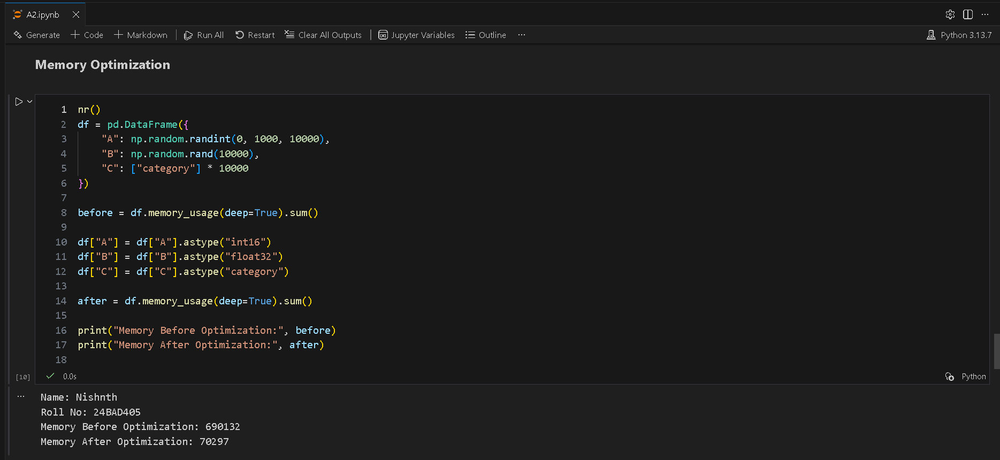 A2.ipynb
Generate Code Markdown Run All Restart Clear All Outputs Jupyter Variables Outline ... Python 3.13.7
Memory Optimization
1 nr()
2 df = pd.DataFrame({
3     "A": np.random.randint(0, 1000, 10000),
4     "B": np.random.rand(10000),
5     "C": ["category"] * 10000
6 })
7
8 before = df.memory_usage(deep=True).sum()
9
10 df["A"] = df["A"].astype("int16")
11 df["B"] = df["B"].astype("float32")
12 df["C"] = df["C"].astype("category")
13
14 after = df.memory_usage(deep=True).sum()
15
16 print("Memory Before Optimization:", before)
17 print("Memory After Optimization:", after)
18
[10] 0.0s Python
... Name: Nishnth
Roll No: 24BAD405
Memory Before Optimization: 690132
Memory After Optimization: 70297